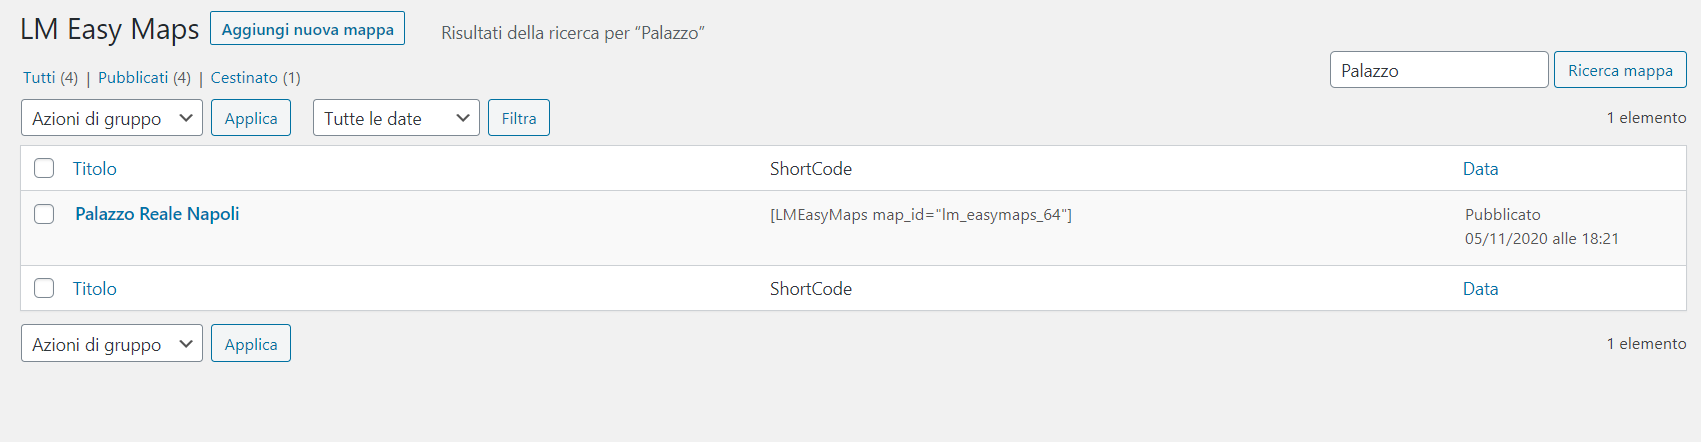 LM Easy Maps Aggiungi nuova mappa Risultati della ricerca per “Palazzo”
Tutti (4) | Pubblicati (4) | Cestinato (1)
Palazzo Ricerca mappa
Azioni di gruppo Applica Tutte le date Filtra 1 elemento
Titolo ShortCode Data
Palazzo Reale Napoli [LMEasyMaps map_id="lm_easymaps_64"] Pubblicato
05/11/2020 alle 18:21
Titolo ShortCode Data
Azioni di gruppo Applica 1 elemento